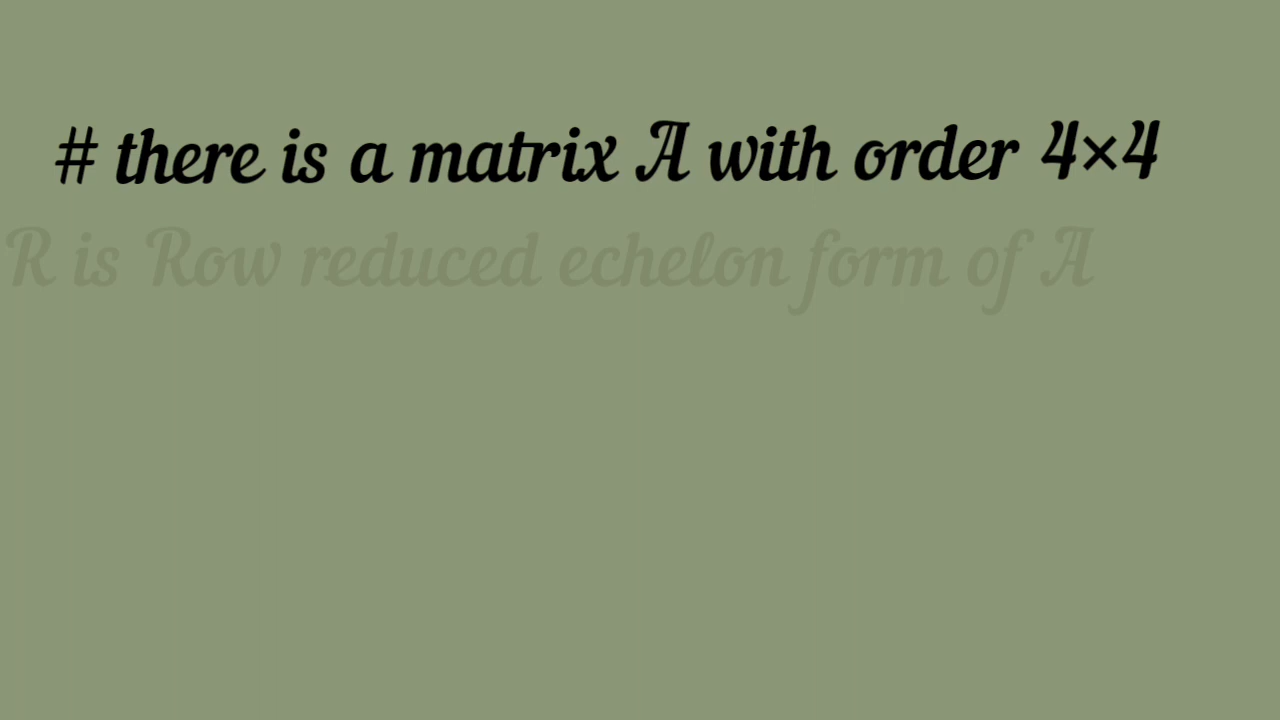 # there is a matrix A with order 4×4
R is Row reduced echelon form of A